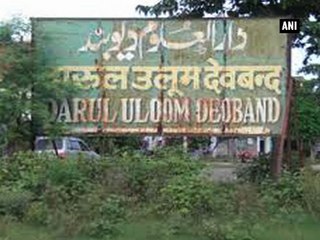 ANI
دارالعلوم دیوبند
दारूल उलूम देवबन्द
DARUL ULOOM DEOBAND